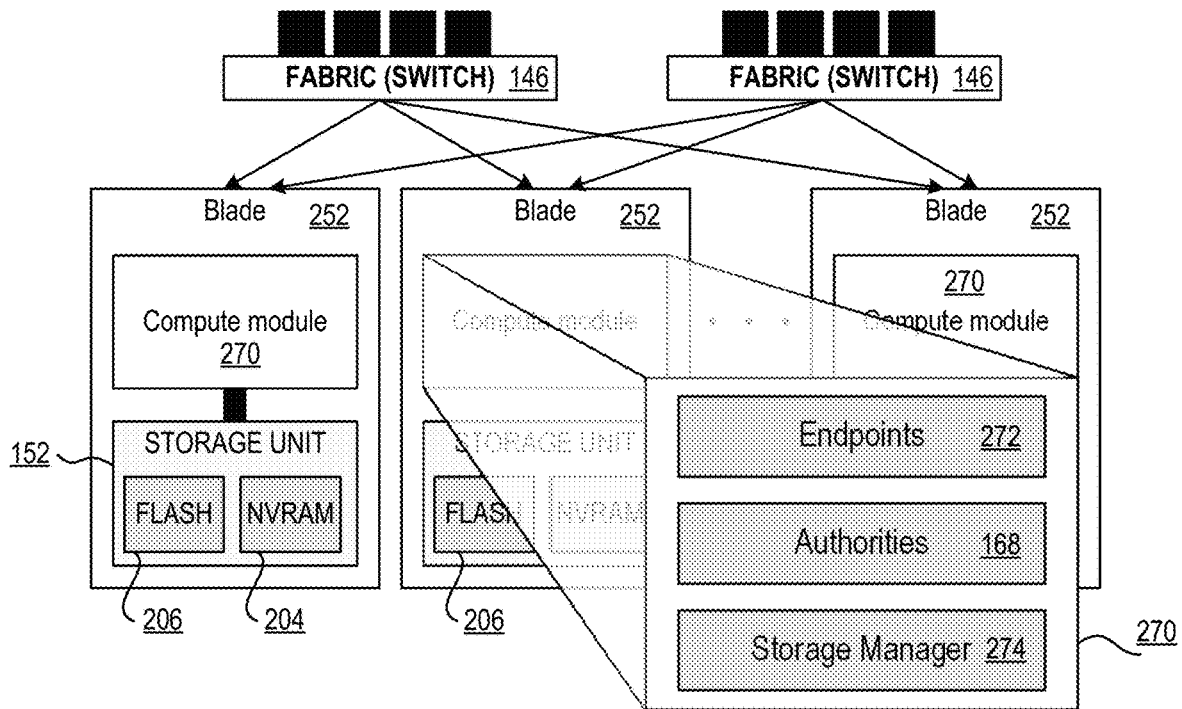 FABRIC (SWITCH) 146
FABRIC (SWITCH) 146
Blade 252
Blade 252
Blade 252
Compute module
270
Compute module
. . .
270
Compute module
152
STORAGE UNIT
FLASH
NVRAM
206
204
STORAGE UNIT
FLASH
NVRAM
206
Endpoints 272
Authorities 168
Storage Manager 274
270